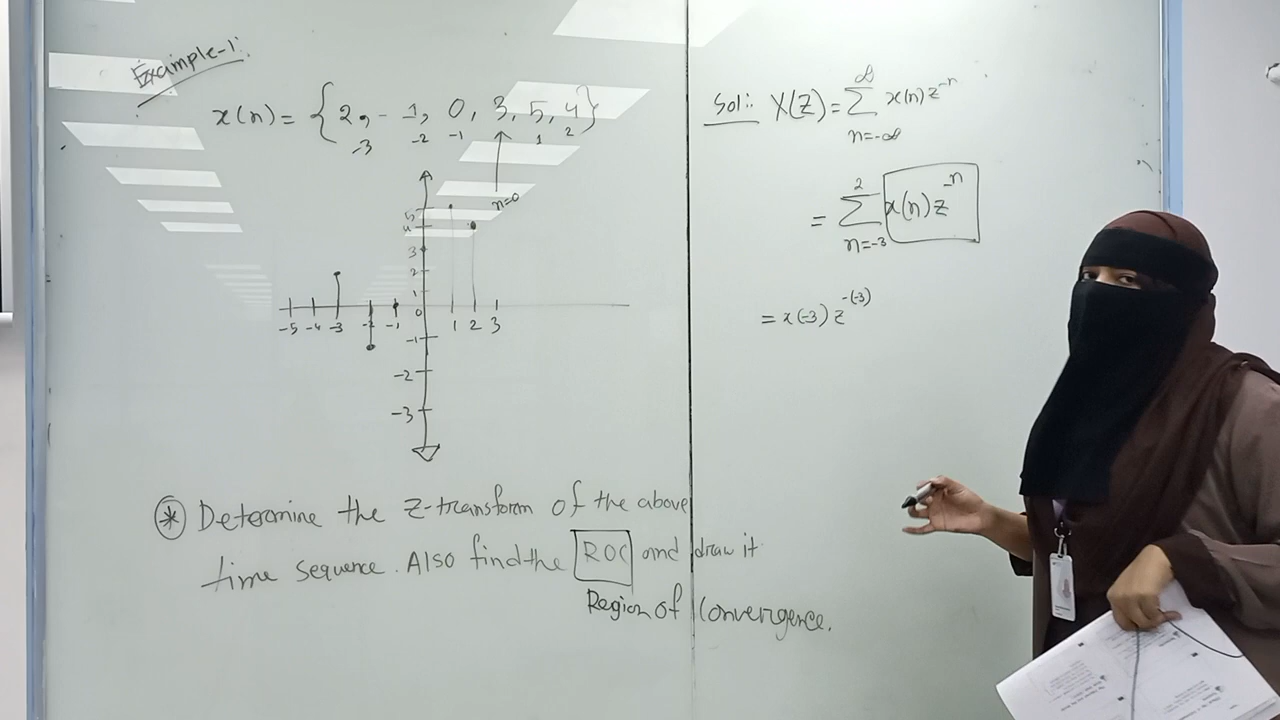 Example-1:
x(n) = { 2, - 1, 0, 3, 5, 4 }
-3 -2 -1 1 2
n=0
5
4
3
2
1
-5 -4 -3 -2 -1 0 1 2 3
-1
-2
-3
* Determine the Z-transform of the above
time sequence. Also find the ROC and draw it
Region of Convergence.
Sol:: X(Z) = ∑ x(n) z^-n
∞
n=-∞
= ∑ x(n) z^-n
2
n=-3
= x(-3) z^-(-3)